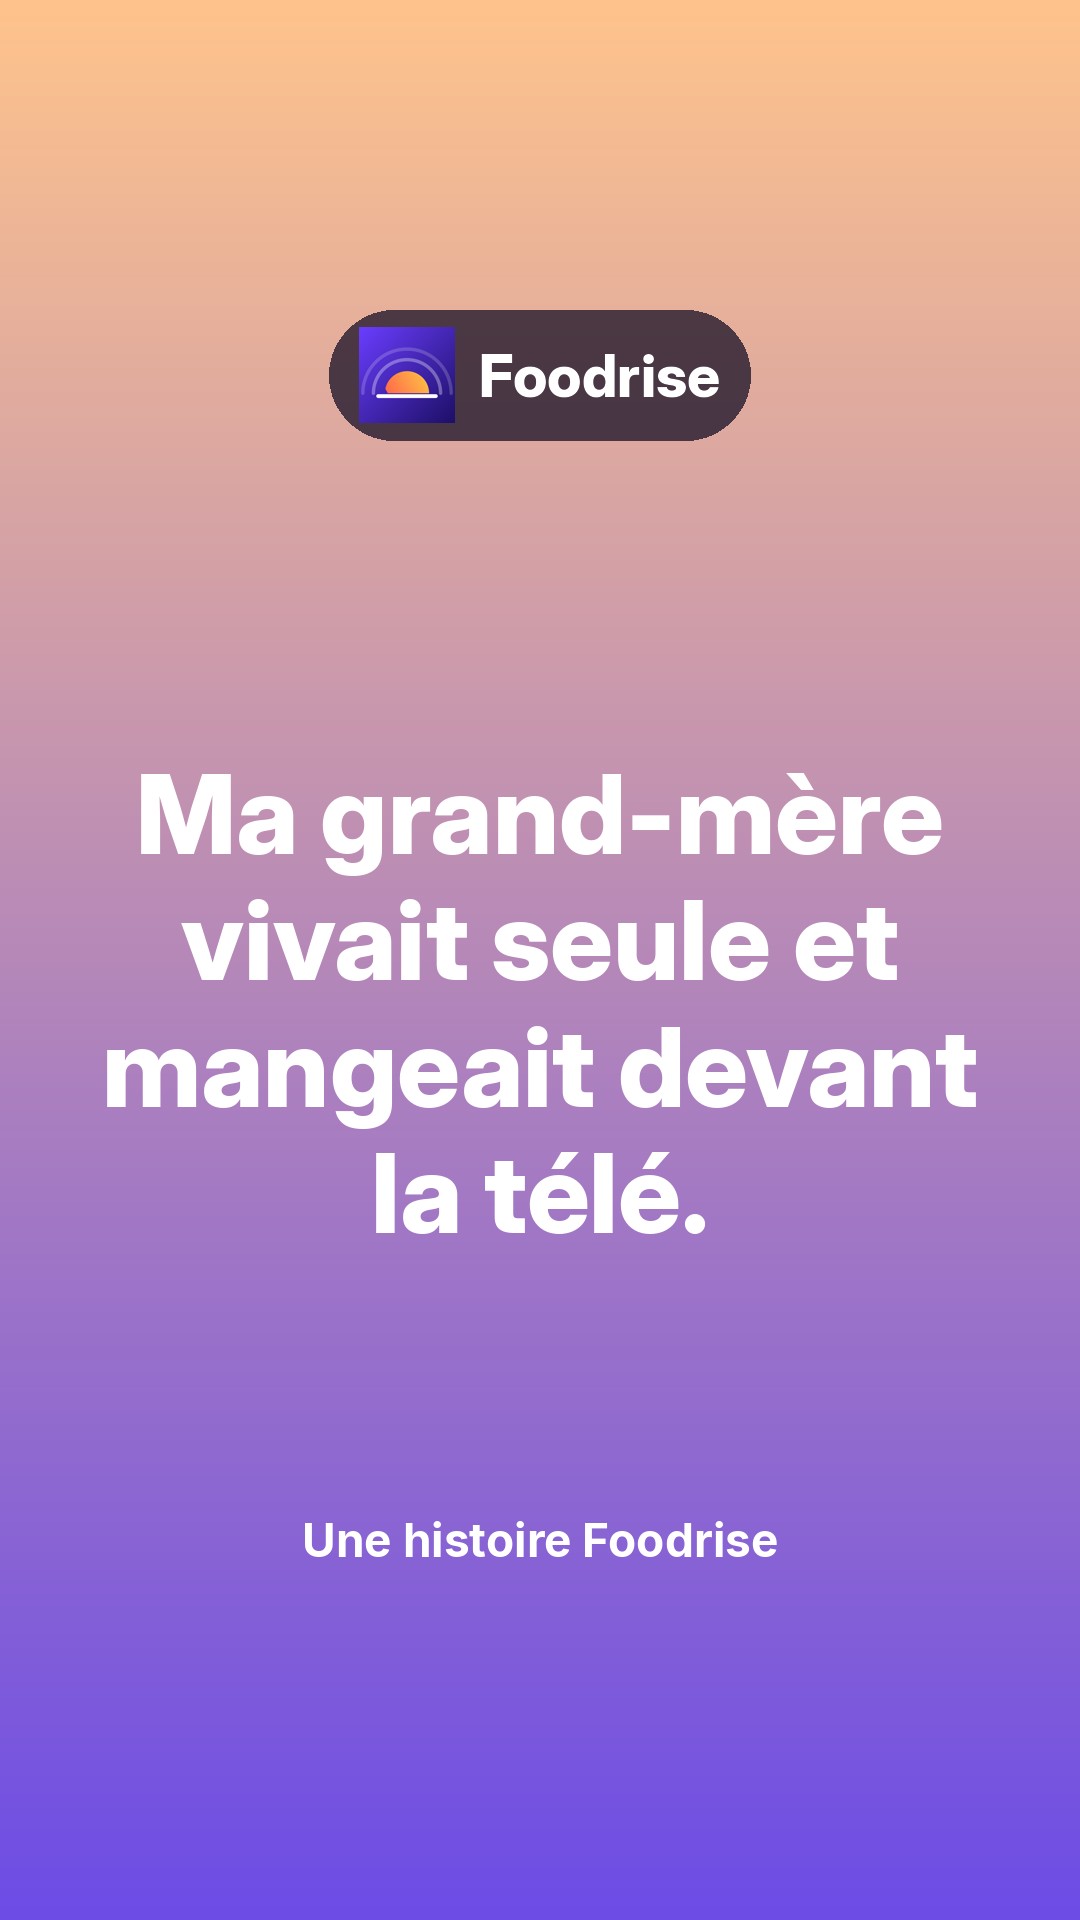 Foodrise
Ma grand-mère
vivait seule et
mangeait devant
la télé.
Une histoire Foodrise